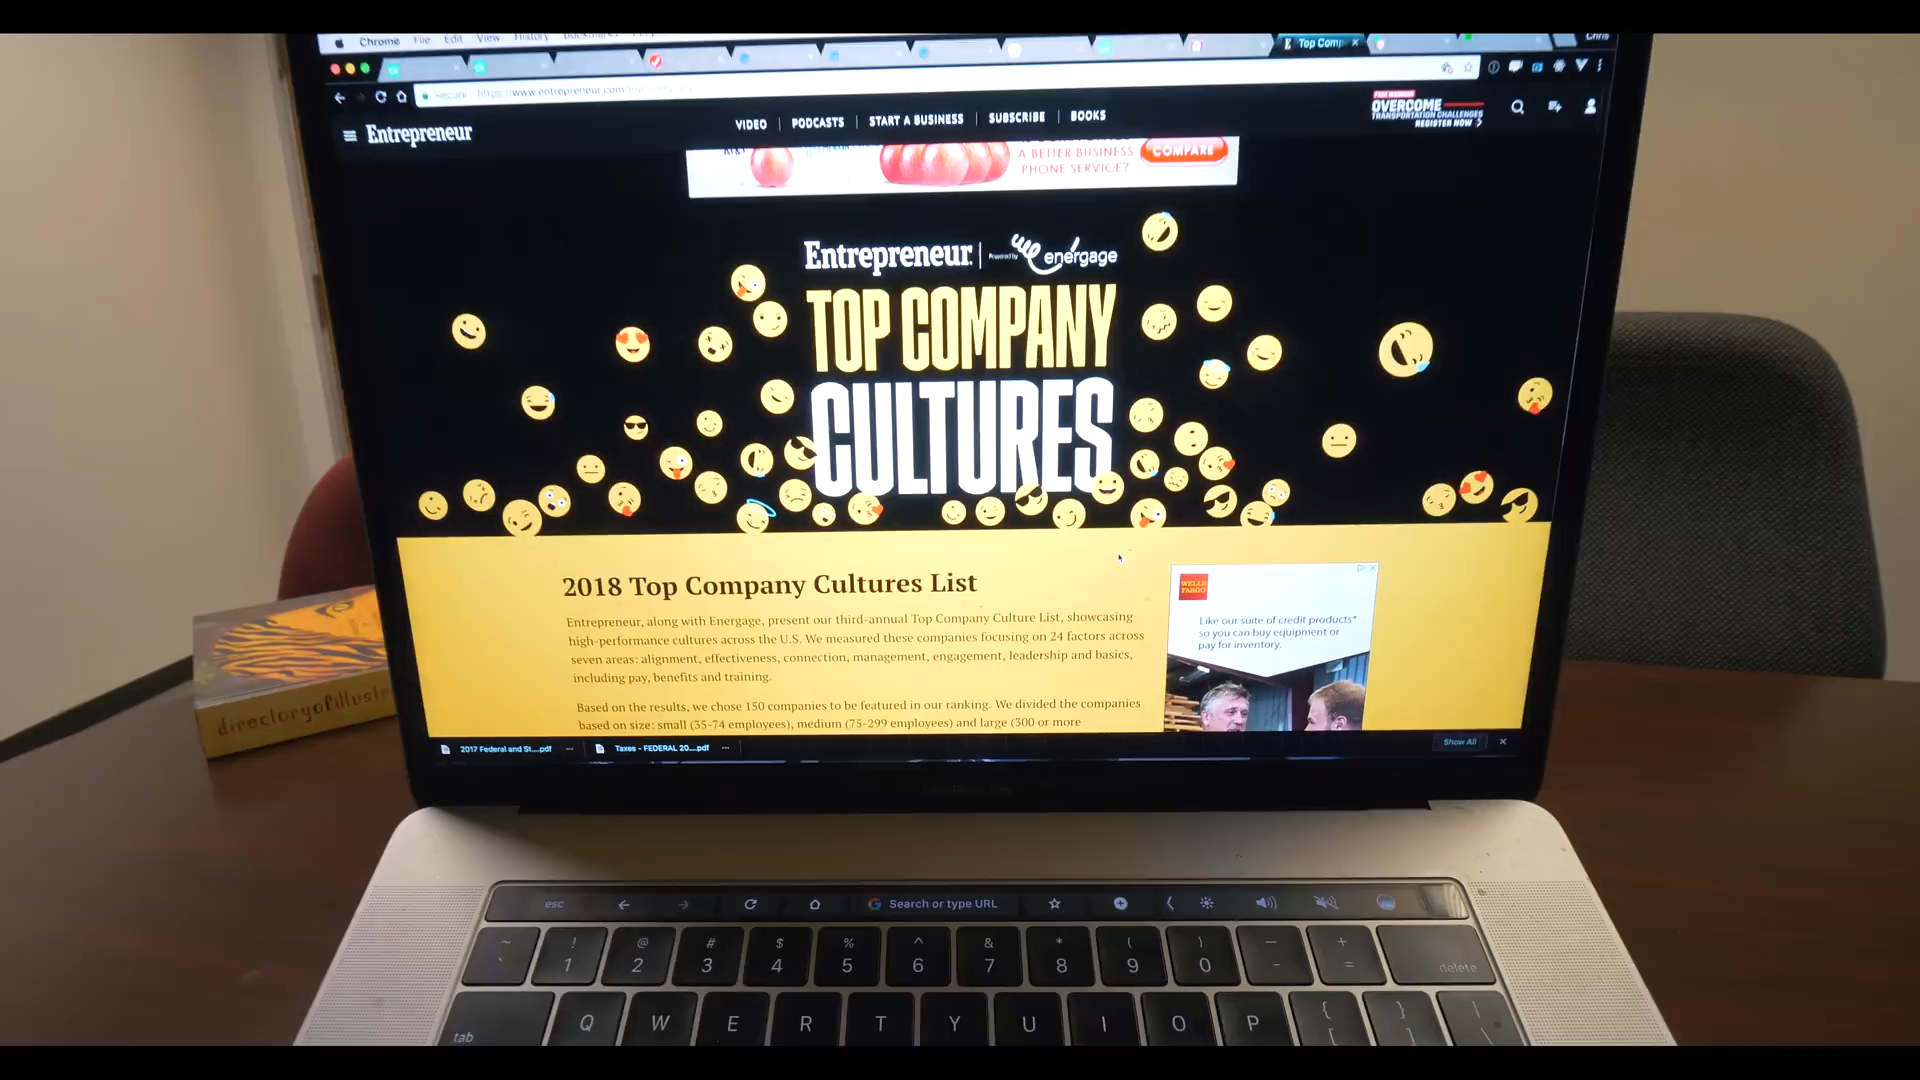 Chrome File Edit View History
Top Comp
Chris
Secure https://www.entrepreneur.com
Entrepreneur
VIDEO PODCASTS START A BUSINESS SUBSCRIBE BOOKS
FREE WEBINAR
OVERCOME
TRANSPORTATION CHALLENGES
REGISTER NOW
A BETTER BUSINESS
PHONE SERVICE?
COMPARE
Entrepreneur Powered by energage
TOP COMPANY
CULTURES
2018 Top Company Cultures List
Entrepreneur, along with Energage, present our third-annual Top Company Culture List, showcasing
high-performance cultures across the U.S. We measured these companies focusing on 24 factors across
seven areas: alignment, effectiveness, connection, management, engagement, leadership and basics,
including pay, benefits and training.
Based on the results, we chose 150 companies to be featured in our ranking. We divided the companies
based on size: small (35-74 employees), medium (75-299 employees) and large (300 or more
WELLS
FARGO
Like our suite of credit products*
so you can buy equipment or
pay for inventory.
2017 Federal and St....pdf
Taxes - FEDERAL 20....pdf
Show All
directoryofillust
esc Search or type URL
~ ! @ # $ % ^ & * ( ) — +
` 1 2 3 4 5 6 7 8 9 0 - = delete
tab Q W E R T Y U I O P { [ } ] | \